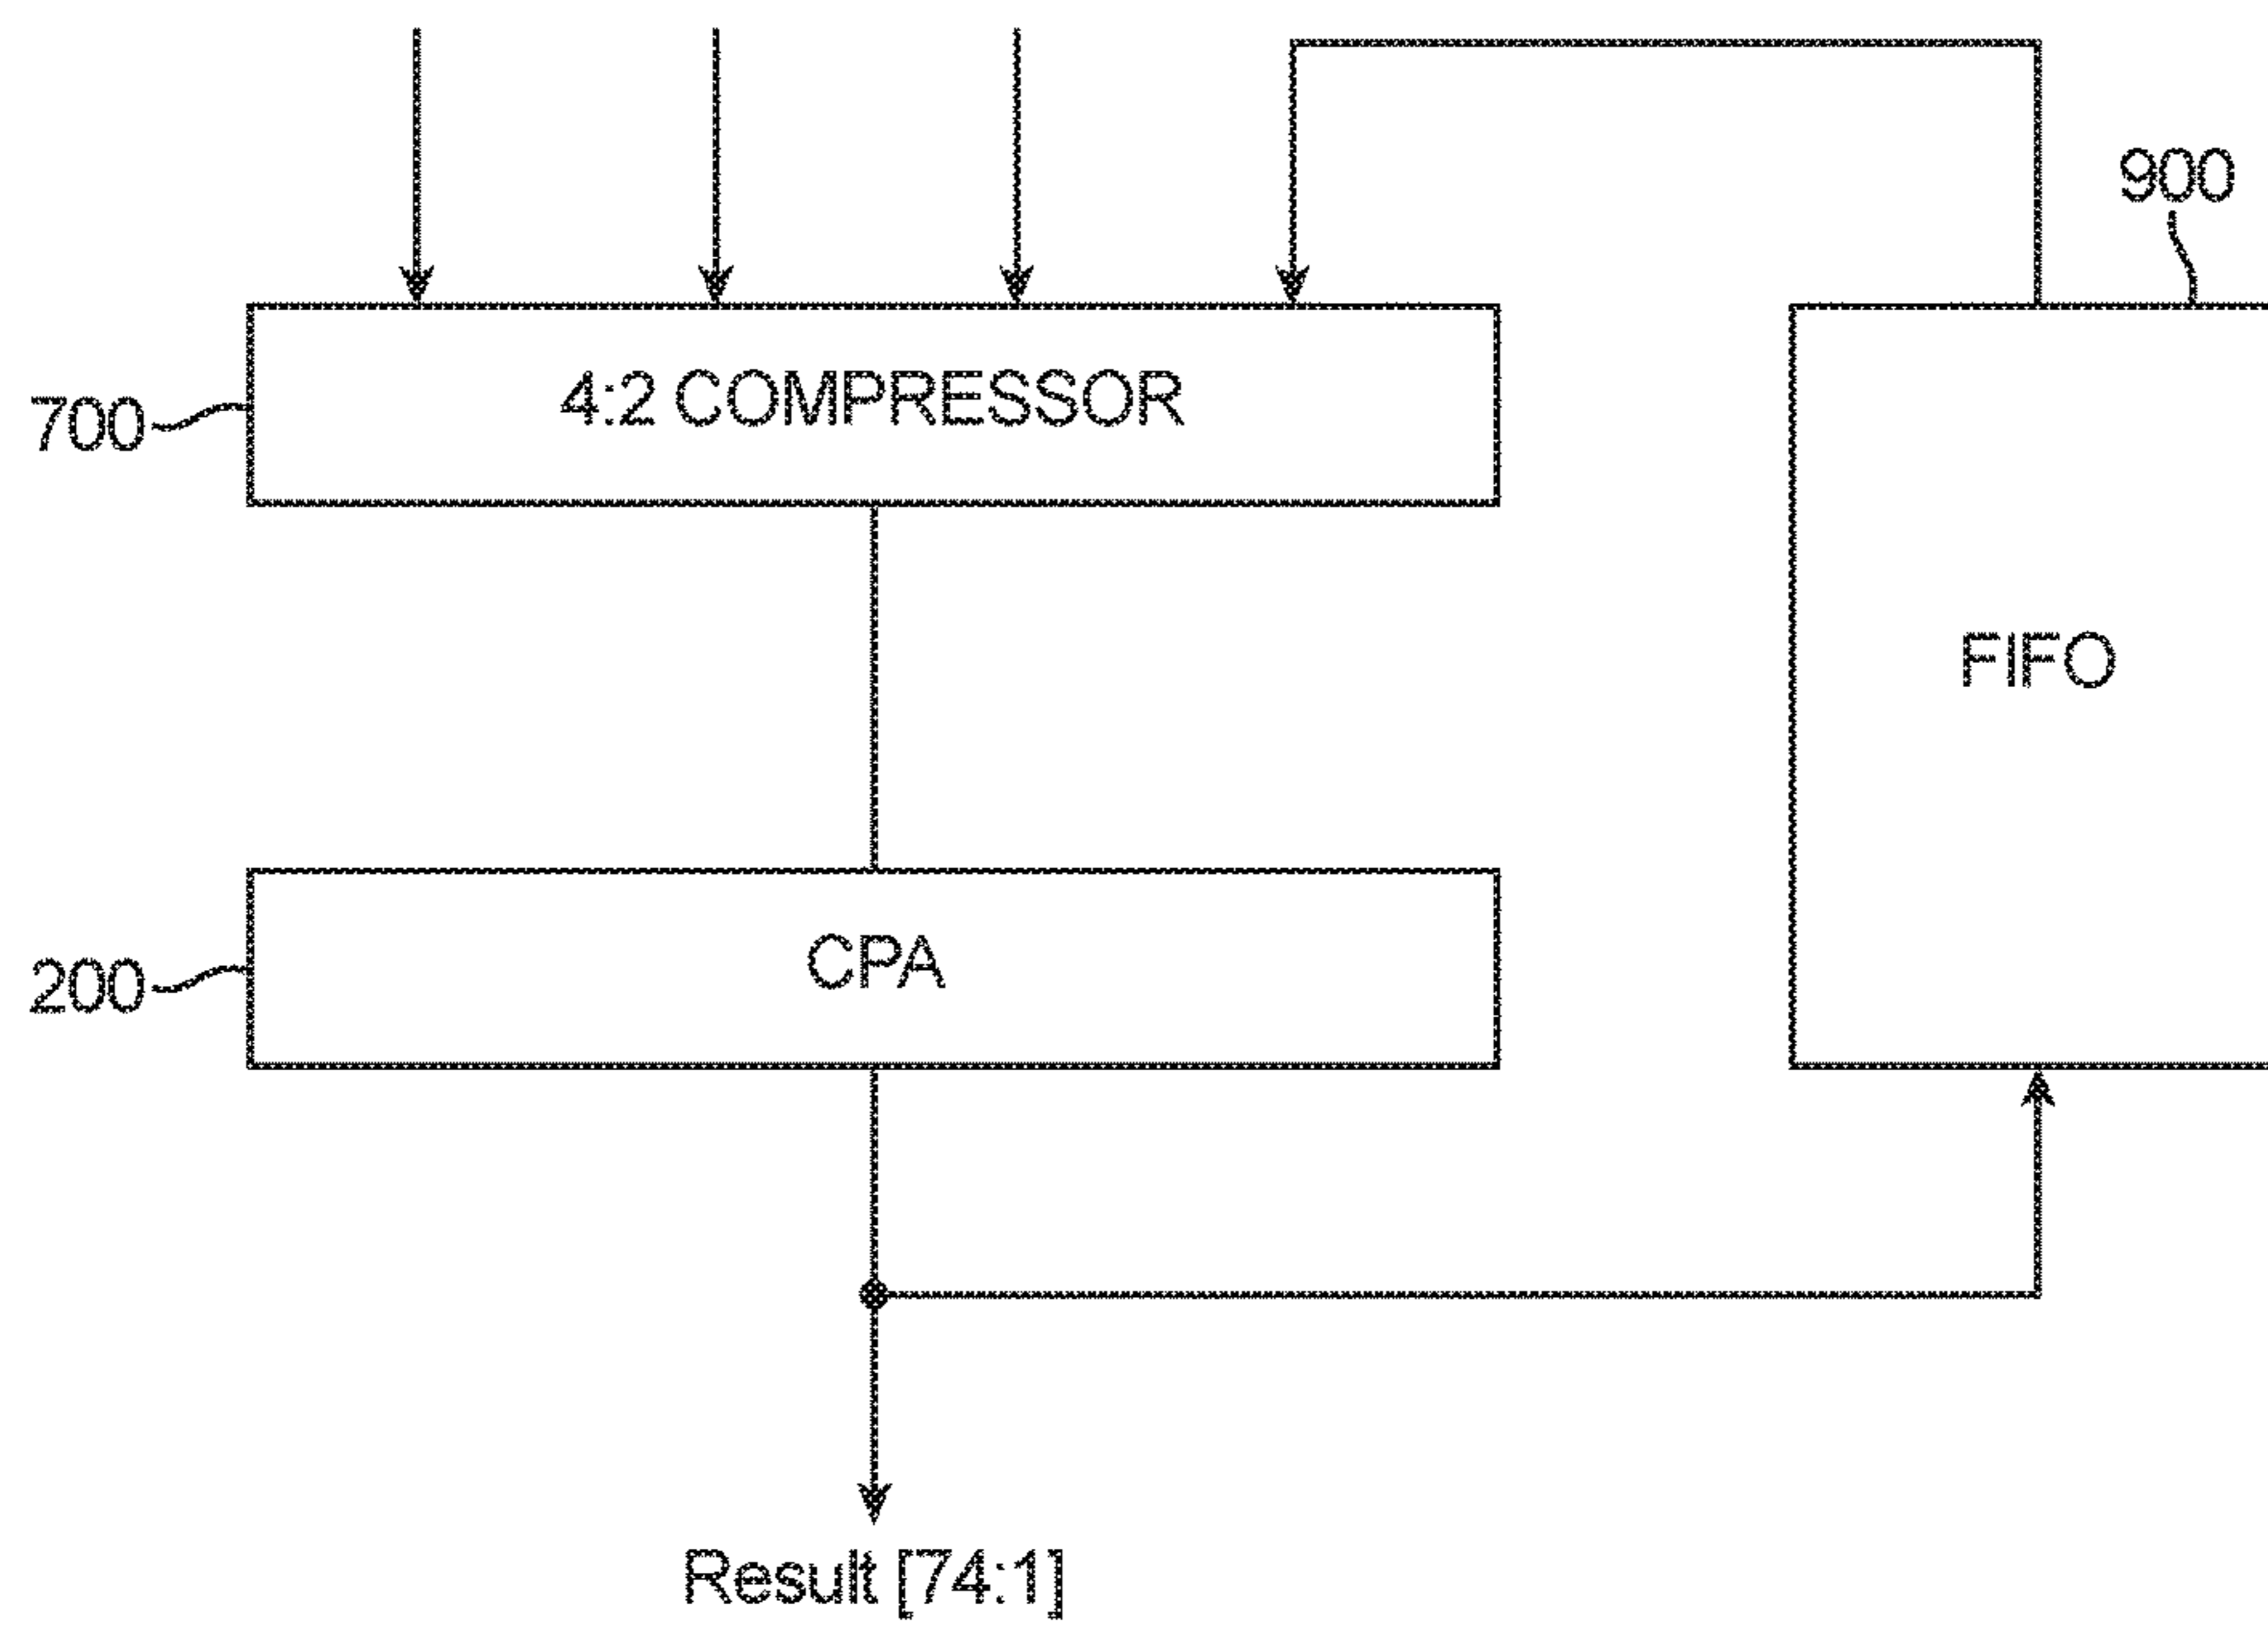 900
700
4:2 COMPRESSOR
FIFO
200
CPA
Result [74:1]